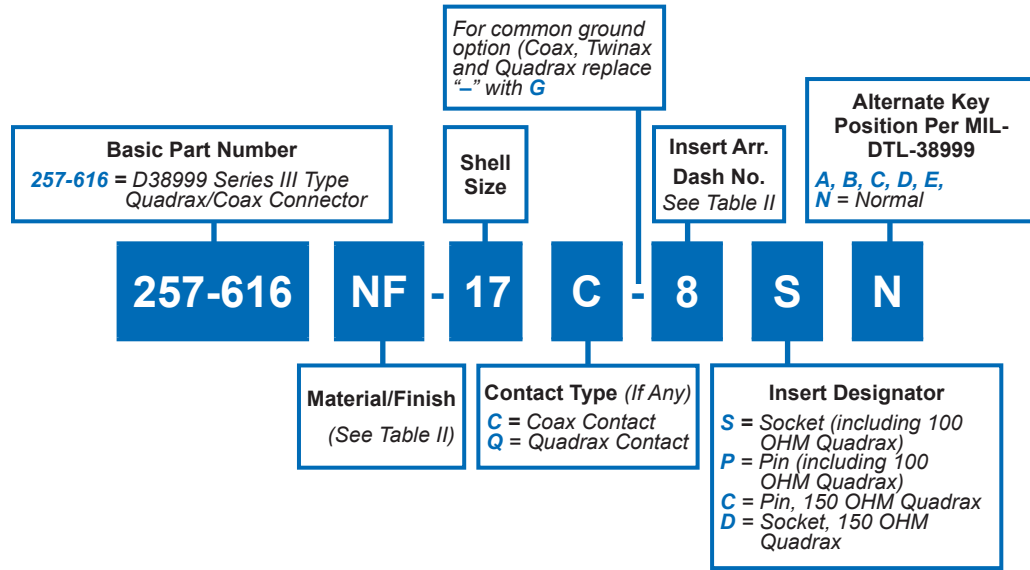 For common ground
option (Coax, Twinax
and Quadrax replace
“–” with G
Basic Part Number
257-616 = D38999 Series III Type
Quadrax/Coax Connector
Shell
Size
Insert Arr.
Dash No.
See Table II
Alternate Key
Position Per MIL-
DTL-38999
A, B, C, D, E,
N = Normal
257-616 NF - 17 C - 8 S N
Material/Finish
(See Table II)
Contact Type (If Any)
C = Coax Contact
Q = Quadrax Contact
Insert Designator
S = Socket (including 100
OHM Quadrax)
P = Pin (including 100
OHM Quadrax)
C = Pin, 150 OHM Quadrax
D = Socket, 150 OHM
Quadrax